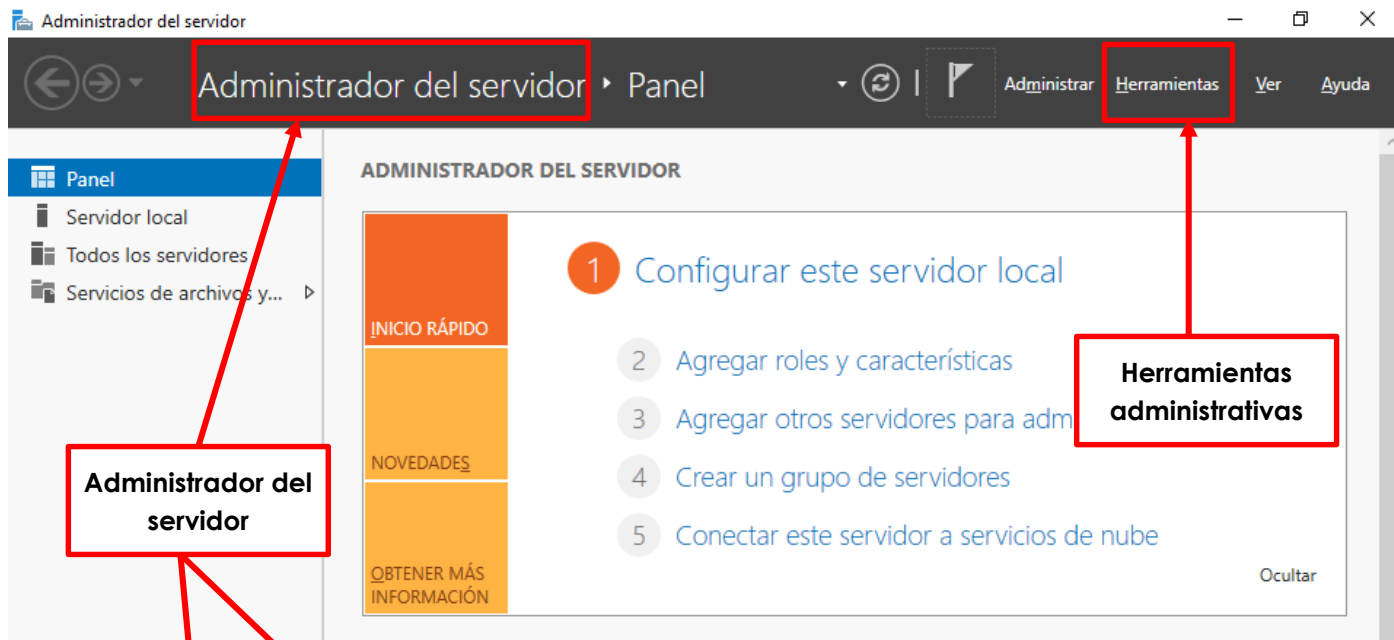 Administrador del servidor
Administrador del servidor Panel
Administrar Herramientas Ver Ayuda
Panel
Servidor local
Todos los servidores
Servicios de archivos y...
ADMINISTRADOR DEL SERVIDOR
INICIO RÁPIDO
NOVEDADES
OBTENER MÁS
INFORMACIÓN
1 Configurar este servidor local
2 Agregar roles y características
3 Agregar otros servidores para adm
4 Crear un grupo de servidores
5 Conectar este servidor a servicios de nube
Ocultar
Herramientas
administrativas
Administrador del
servidor